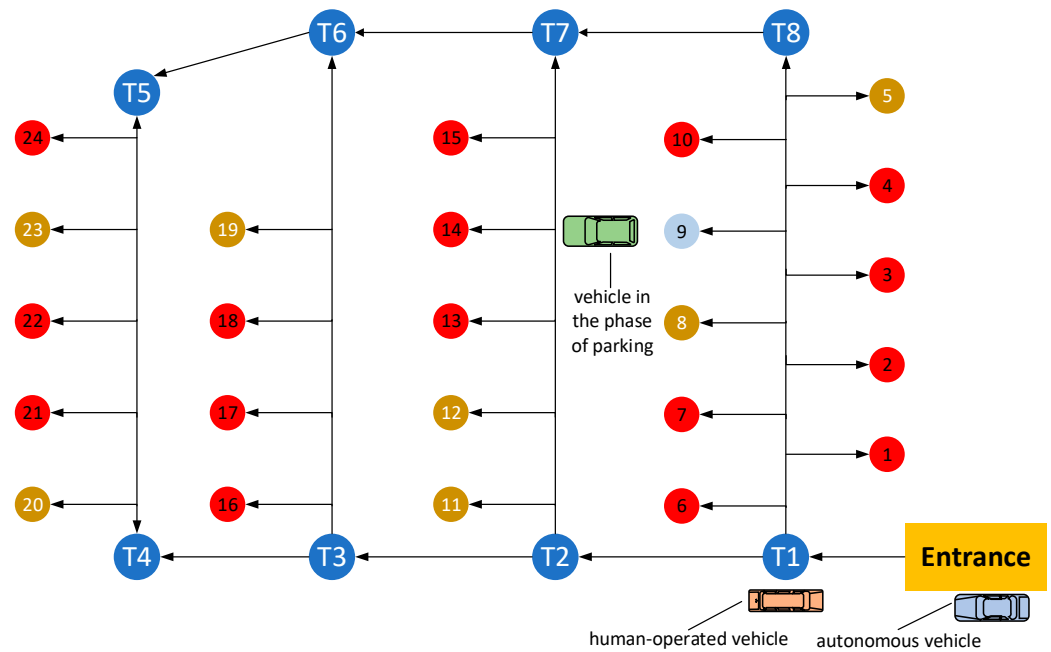 T6
T7
T8
T5
5
24
15
10
4
23
19
14
9
3
vehicle in
the phase
of parking
22
18
13
8
2
21
17
12
7
1
20
16
11
6
T4
T3
T2
T1
Entrance
human-operated vehicle
autonomous vehicle